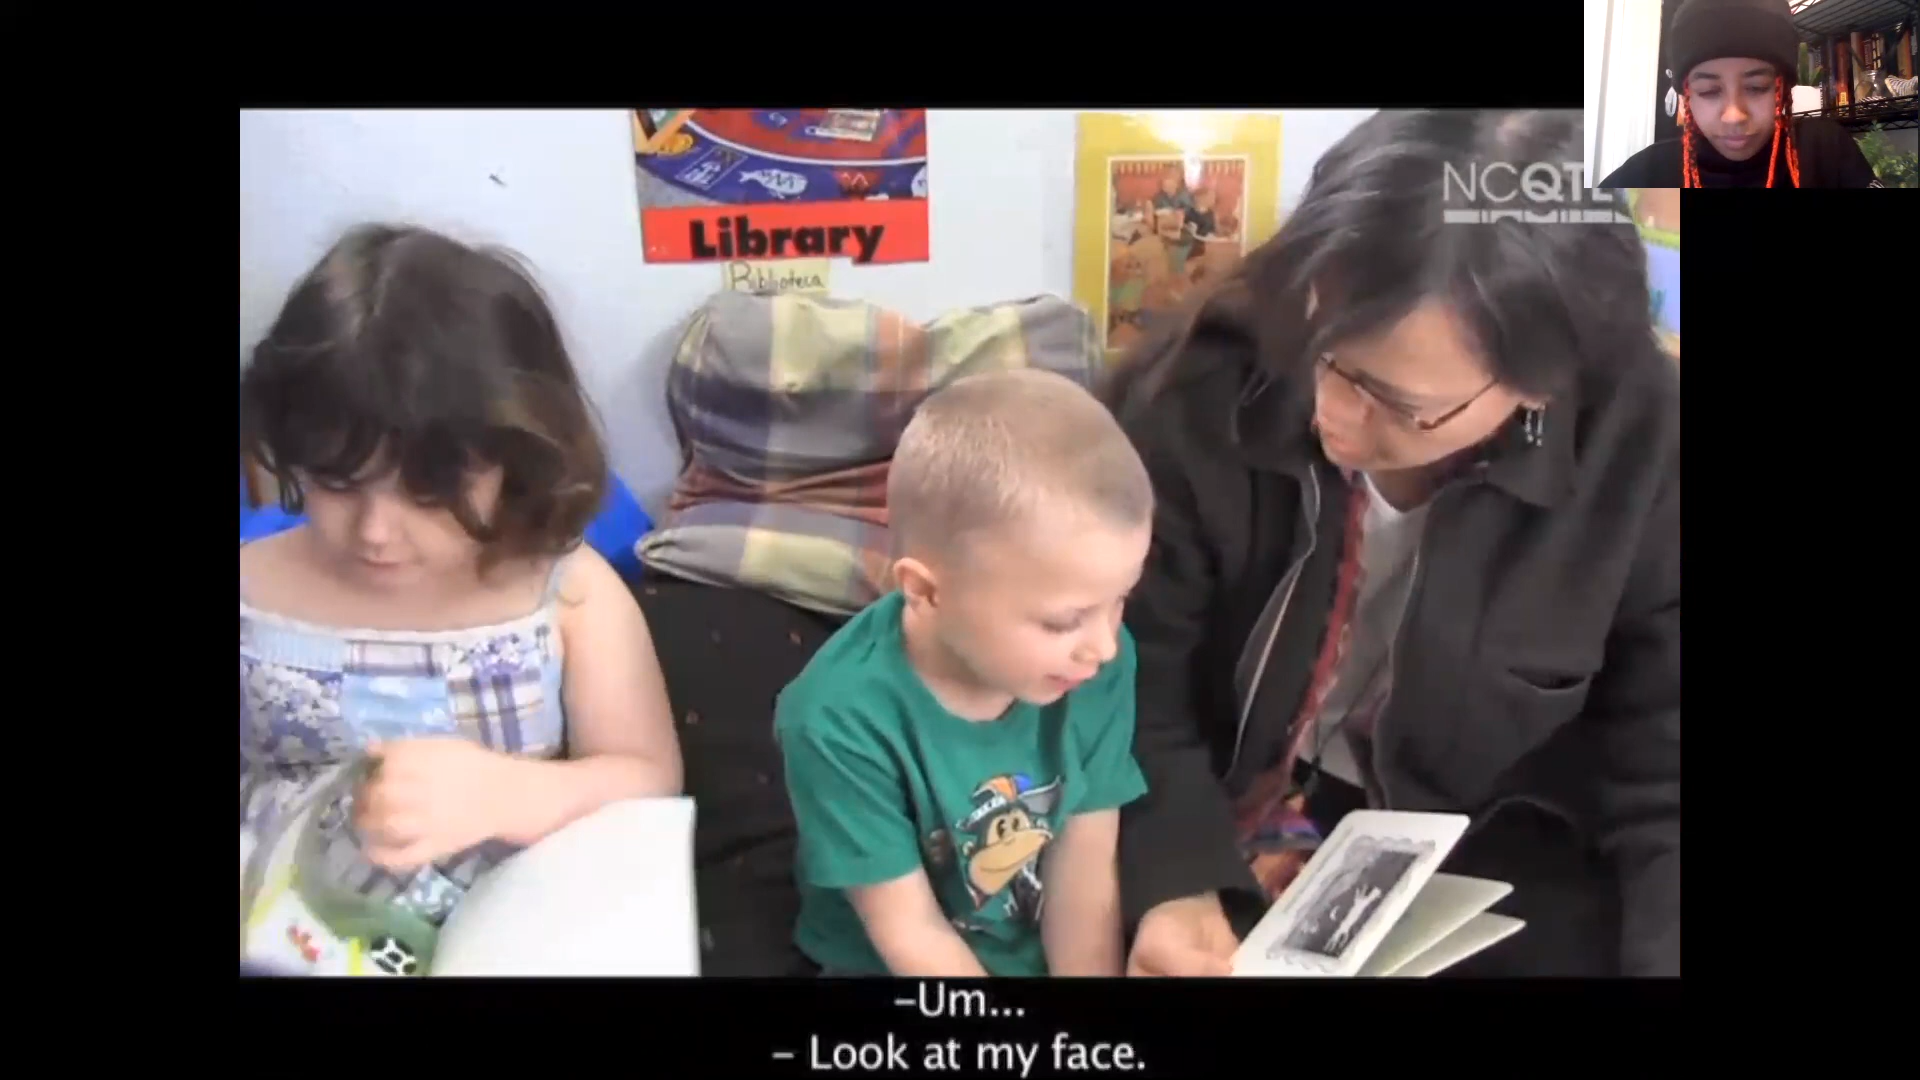 NCQTL
Library
Biblioteca
–Um...
– Look at my face.